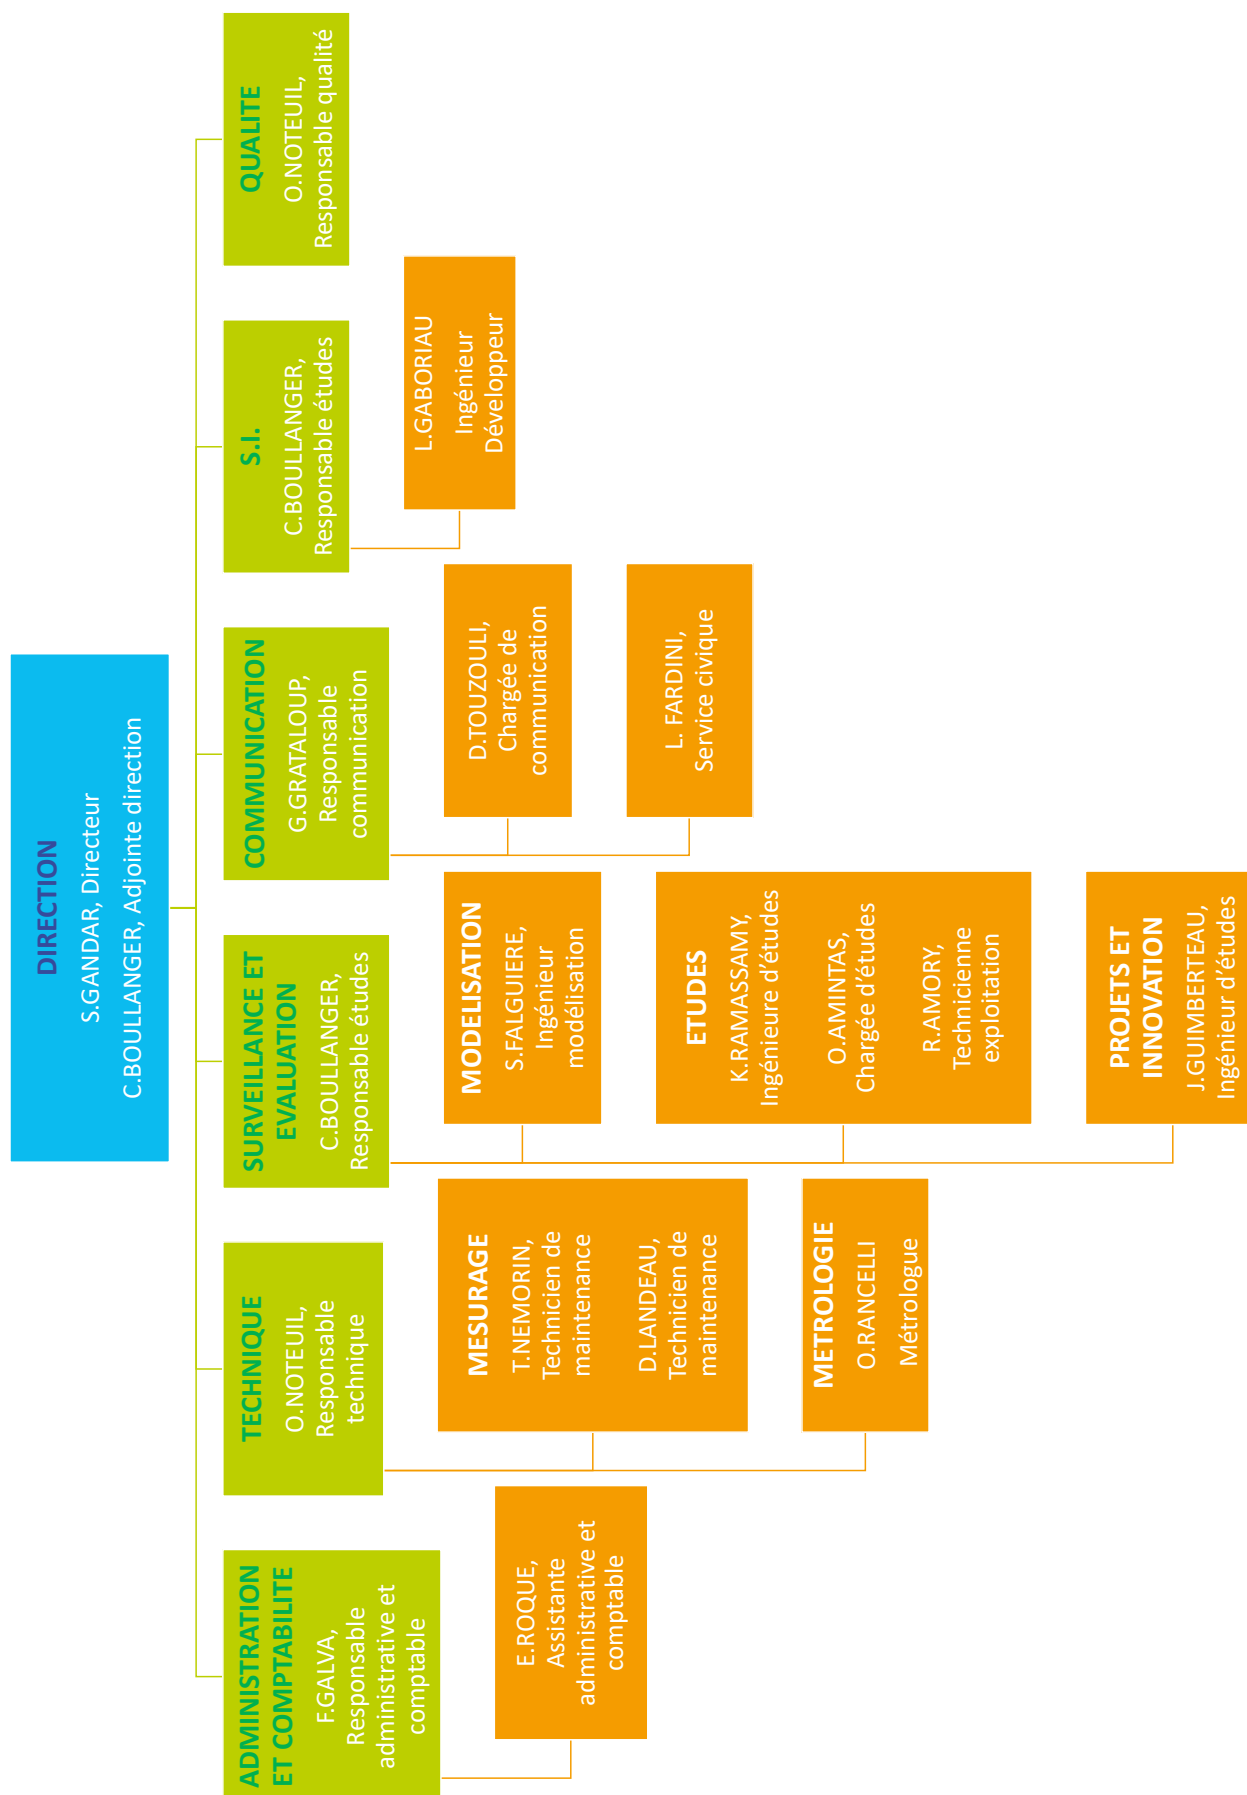 DIRECTION
S.GANDAR, Directeur
C.BOULLANGER, Adjointe direction
ADMINISTRATION
ET COMPTABILITE
F.GALVA,
Responsable
administrative et
comptable
E.ROQUE,
Assistante
administrative et
comptable
TECHNIQUE
O.NOTEUIL,
Responsable
technique
MESURAGE
T.NEMORIN,
Technicien de
maintenance
D.LANDEAU,
Technicien de
maintenance
METROLOGIE
O.RANCELLI
Métrologue
SURVEILLANCE ET
EVALUATION
C.BOULLANGER,
Responsable études
MODELISATION
S.FALGUERE,
Ingénieur
modélisation
ETUDES
K.RAMASSAMY,
Ingénieure d’études
O.AMINTAS,
Chargée d’études
R.AMORY,
Technicienne
exploitation
PROJETS ET
INNOVATION
J.GUIMBERTEAU,
Ingénieur d’études
COMMUNICATION
G.GRATALOUP,
Responsable
communication
D.TOUZOULI,
Chargée de
communication
L. FARDINI,
Service civique
S.I.
C.BOULLANGER,
Responsable études
L.GABORIAU
Ingénieur
Développeur
QUALITE
O.NOTEUIL,
Responsable qualité